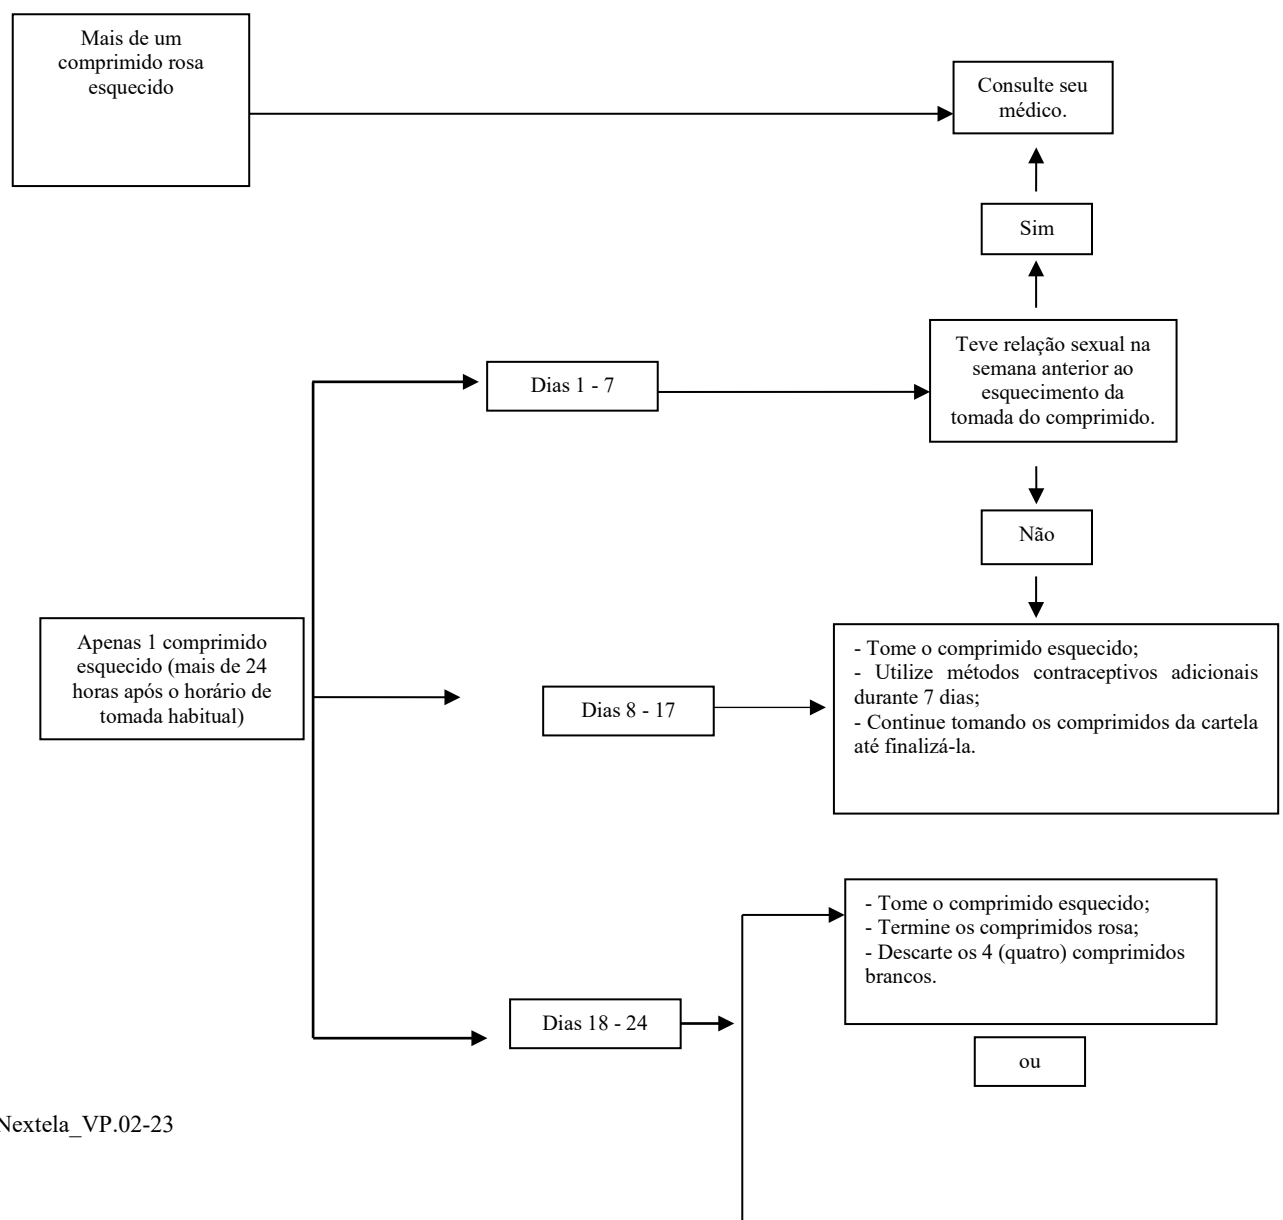 Mais de um
comprimido rosa
esquecido
Consulte seu
médico.
Sim
Teve relação sexual na
semana anterior ao
esquecimento da
tomada do comprimido.
Dias 1 - 7
Não
Apenas 1 comprimido
esquecido (mais de 24
horas após o horário de
tomada habitual)
- Tome o comprimido esquecido;
- Utilize métodos contraceptivos adicionais
durante 7 dias;
- Continue tomando os comprimidos da cartela
até finalizá-la.
Dias 8 - 17
- Tome o comprimido esquecido;
- Termine os comprimidos rosa;
- Descarte os 4 (quatro) comprimidos
brancos.
Dias 18 - 24
ou
Nextela_VP.02-23